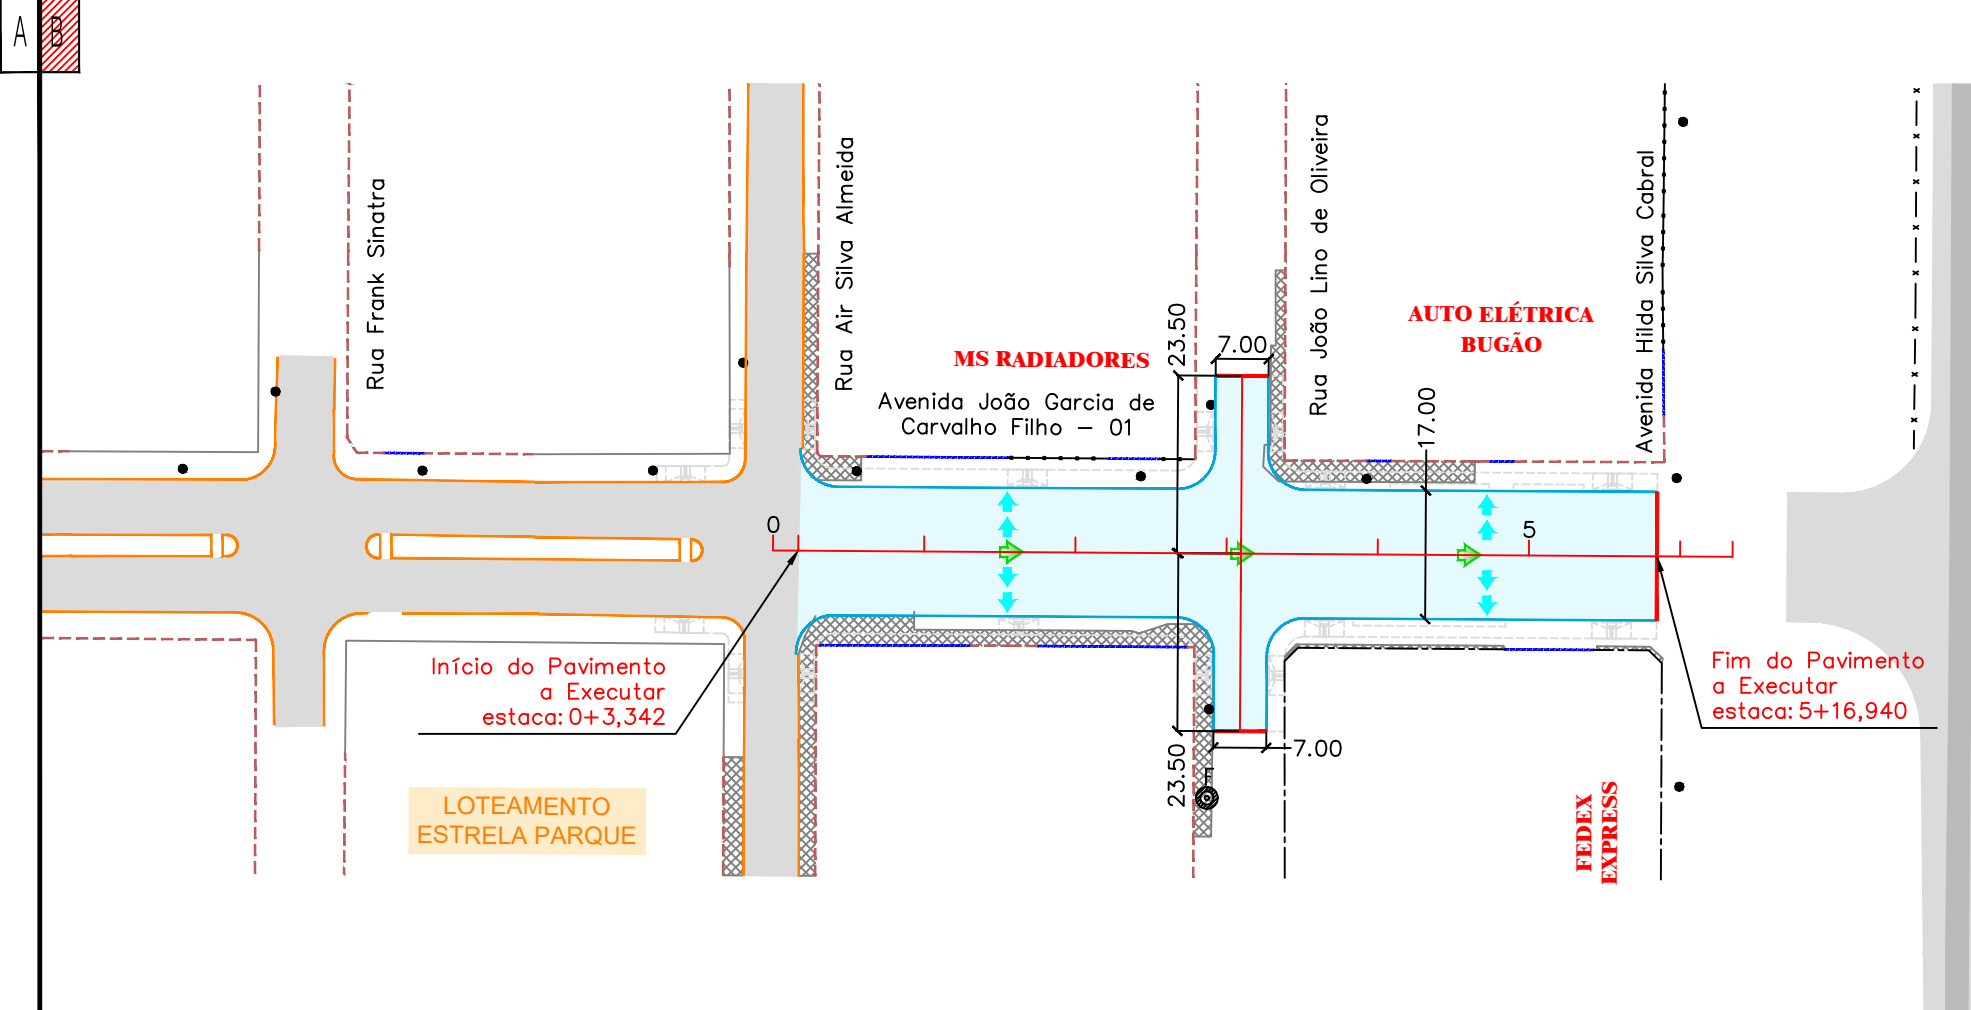 A
B
Rua Frank Sinatra
Rua Air Silva Almeida
Rua João Lino de Oliveira
Avenida Hilda Silva Cabral
AUTO ELÉTRICA
BUGÃO
MS RADIADORES
23.50
7.00
Avenida João Garcia de
Carvalho Filho – 01
17.00
0
5
Início do Pavimento
a Executar
estaca: 0+3,342
Fim do Pavimento
a Executar
estaca: 5+16,940
23.50
7.00
F
LOTEAMENTO
ESTRELA PARQUE
FEDEX
EXPRESS